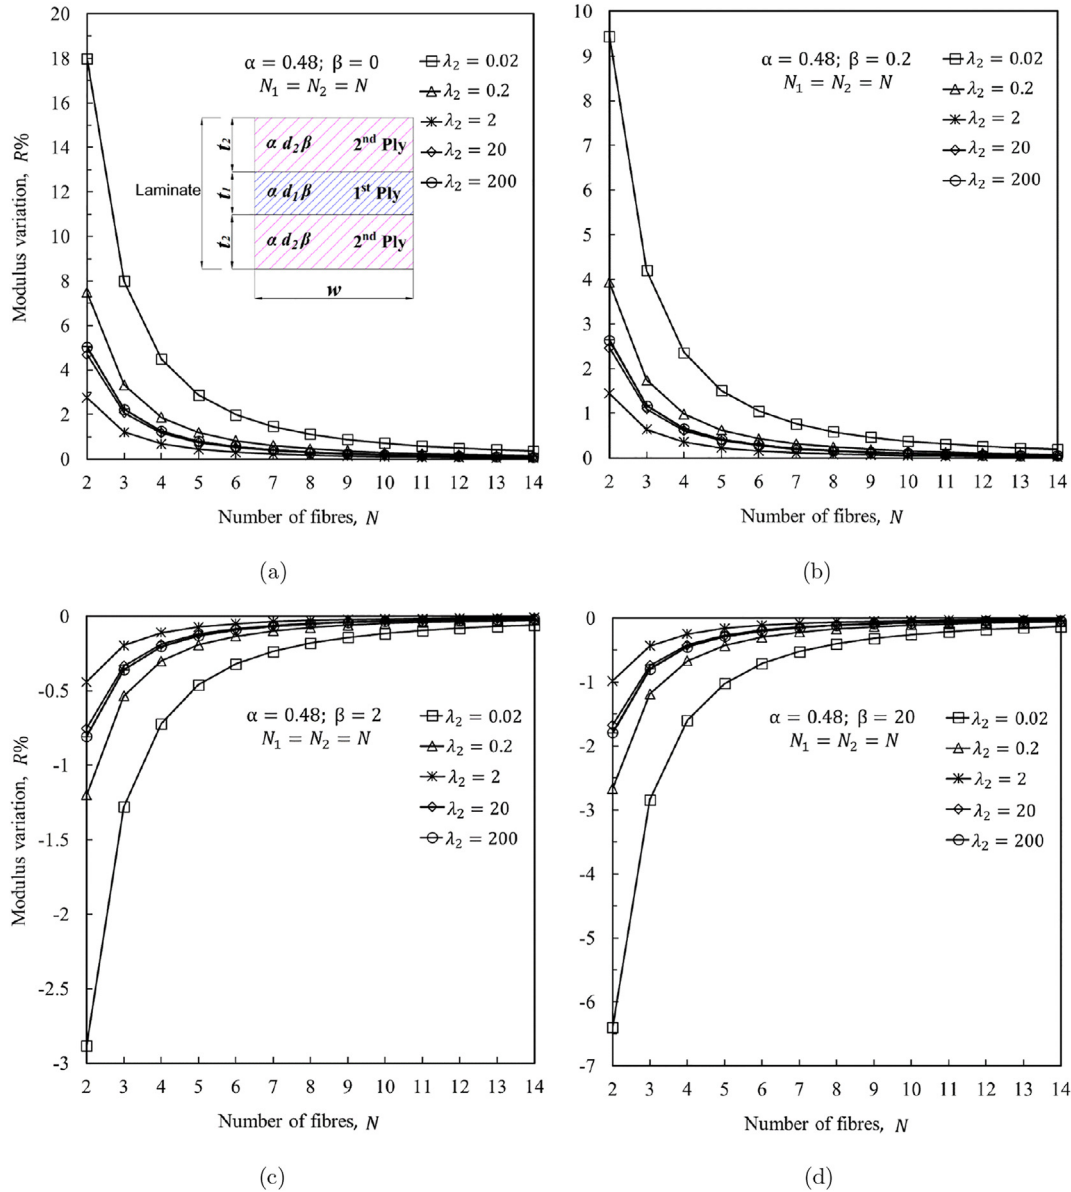 20
18
16
14
12
10
8
6
4
2
0
Modulus variation, R%
α = 0.48; β = 0
N₁ = N₂ = N
λ₂ = 0.02
λ₂ = 0.2
λ₂ = 2
λ₂ = 20
λ₂ = 200
Laminate
t₂
t₁
t₂
α d₂ β 2ⁿᵈ Ply
α d₁ β 1ˢᵗ Ply
α d₂ β 2ⁿᵈ Ply
w
2 3 4 5 6 7 8 9 10 11 12 13 14
Number of fibres, N
(a)
10
9
8
7
6
5
4
3
2
1
0
α = 0.48; β = 0.2
N₁ = N₂ = N
λ₂ = 0.02
λ₂ = 0.2
λ₂ = 2
λ₂ = 20
λ₂ = 200
2 3 4 5 6 7 8 9 10 11 12 13 14
Number of fibres, N
(b)
0
-0.5
-1
-1.5
-2
-2.5
-3
Modulus variation, R%
α = 0.48; β = 2
N₁ = N₂ = N
λ₂ = 0.02
λ₂ = 0.2
λ₂ = 2
λ₂ = 20
λ₂ = 200
2 3 4 5 6 7 8 9 10 11 12 13 14
Number of fibres, N
(c)
0
-1
-2
-3
-4
-5
-6
-7
α = 0.48; β = 20
N₁ = N₂ = N
λ₂ = 0.02
λ₂ = 0.2
λ₂ = 2
λ₂ = 20
λ₂ = 200
2 3 4 5 6 7 8 9 10 11 12 13 14
Number of fibres, N
(d)